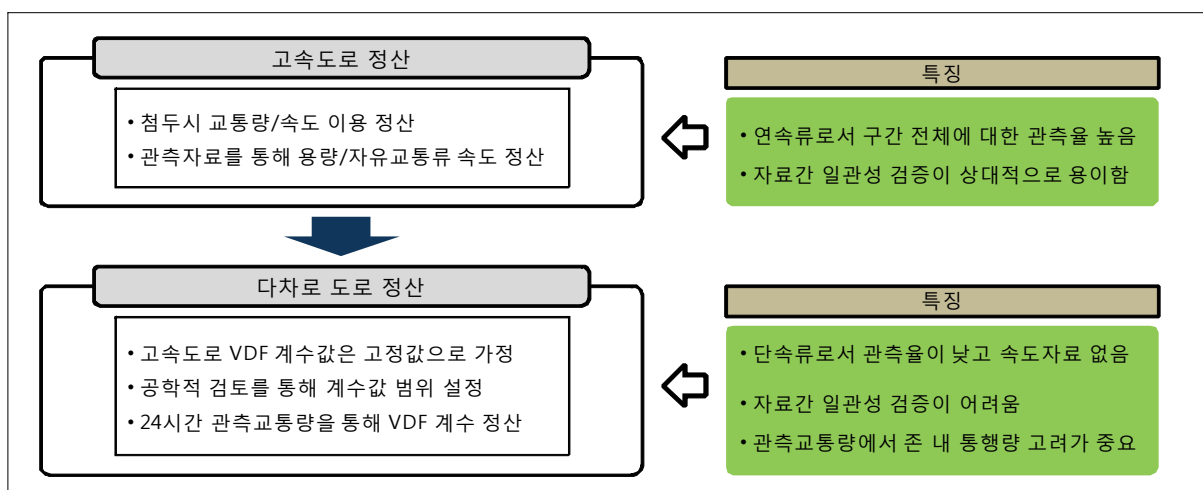 고속도로 정산
• 첨두시 교통량/속도 이용 정산
• 관측자료를 통해 용량/자유교통류 속도 정산
특징
• 연속류로서 구간 전체에 대한 관측율 높음
• 자료간 일관성 검증이 상대적으로 용이함
다차로 도로 정산
• 고속도로 VDF 계수값은 고정값으로 가정
• 공학적 검토를 통해 계수값 범위 설정
• 24시간 관측교통량을 통해 VDF 계수 정산
특징
• 단속류로서 관측율이 낮고 속도자료 없음
• 자료간 일관성 검증이 어려움
• 관측교통량에서 존 내 통행량 고려가 중요